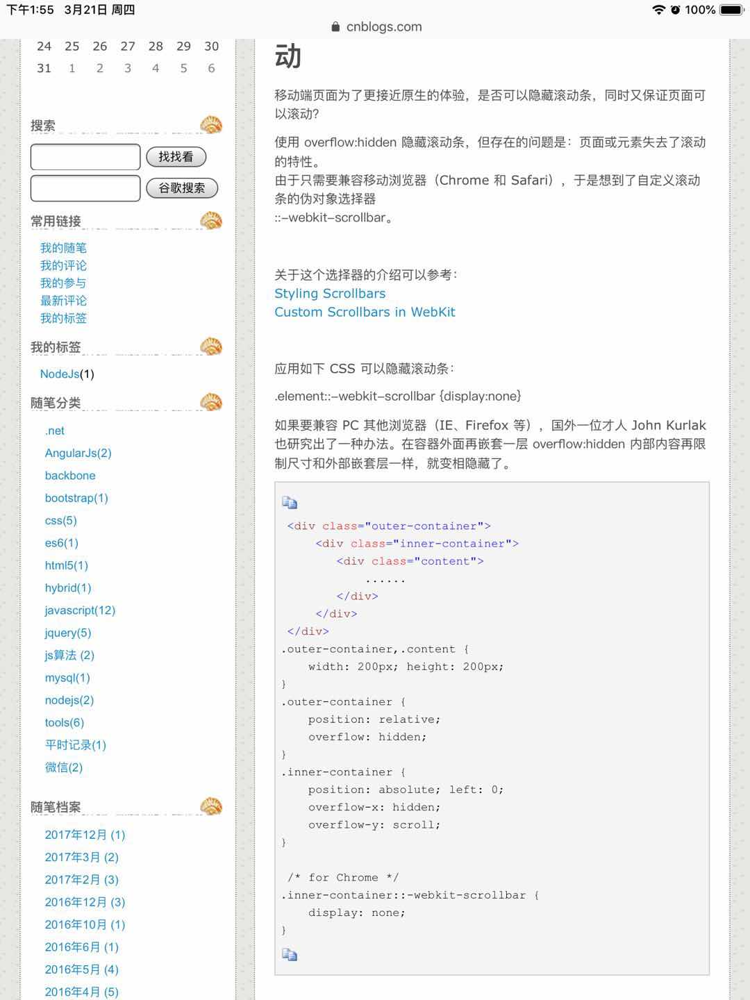 下午1:55 3月21日 周四
100%
cnblogs.com
24 25 26 27 28 29 30
31 1 2 3 4 5 6
搜索
找找看
谷歌搜索
常用链接
我的随笔
我的评论
我的参与
最新评论
我的标签
我的标签
NodeJs(1)
随笔分类
.net
AngularJs(2)
backbone
bootstrap(1)
css(5)
es6(1)
html5(1)
hybrid(1)
javascript(12)
jquery(5)
js算法 (2)
mysql(1)
nodejs(2)
tools(6)
平时记录(1)
微信(2)
随笔档案
2017年12月 (1)
2017年3月 (2)
2017年2月 (3)
2016年12月 (3)
2016年10月 (1)
2016年6月 (1)
2016年5月 (4)
2016年4月 (5)
动
移动端页面为了更接近原生的体验，是否可以隐藏滚动条，同时又保证页面可
以滚动？
使用 overflow:hidden 隐藏滚动条，但存在的问题是：页面或元素失去了滚动
的特性。
由于只需要兼容移动浏览器（Chrome 和 Safari），于是想到了自定义滚动
条的伪对象选择器
::-webkit-scrollbar。
关于这个选择器的介绍可以参考：
Styling Scrollbars
Custom Scrollbars in WebKit
应用如下 CSS 可以隐藏滚动条：
.element::-webkit-scrollbar {display:none}
如果要兼容 PC 其他浏览器（IE、Firefox 等），国外一位才人 John Kurlak
也研究出了一种办法。在容器外面再嵌套一层 overflow:hidden 内部内容再限
制尺寸和外部嵌套层一样，就变相隐藏了。
<div class="outer-container">
<div class="inner-container">
<div class="content">
......
</div>
</div>
</div>
.outer-container,.content {
width: 200px; height: 200px;
}
.outer-container {
position: relative;
overflow: hidden;
}
.inner-container {
position: absolute; left: 0;
overflow-x: hidden;
overflow-y: scroll;
}
/* for Chrome */
.inner-container::-webkit-scrollbar {
display: none;
}